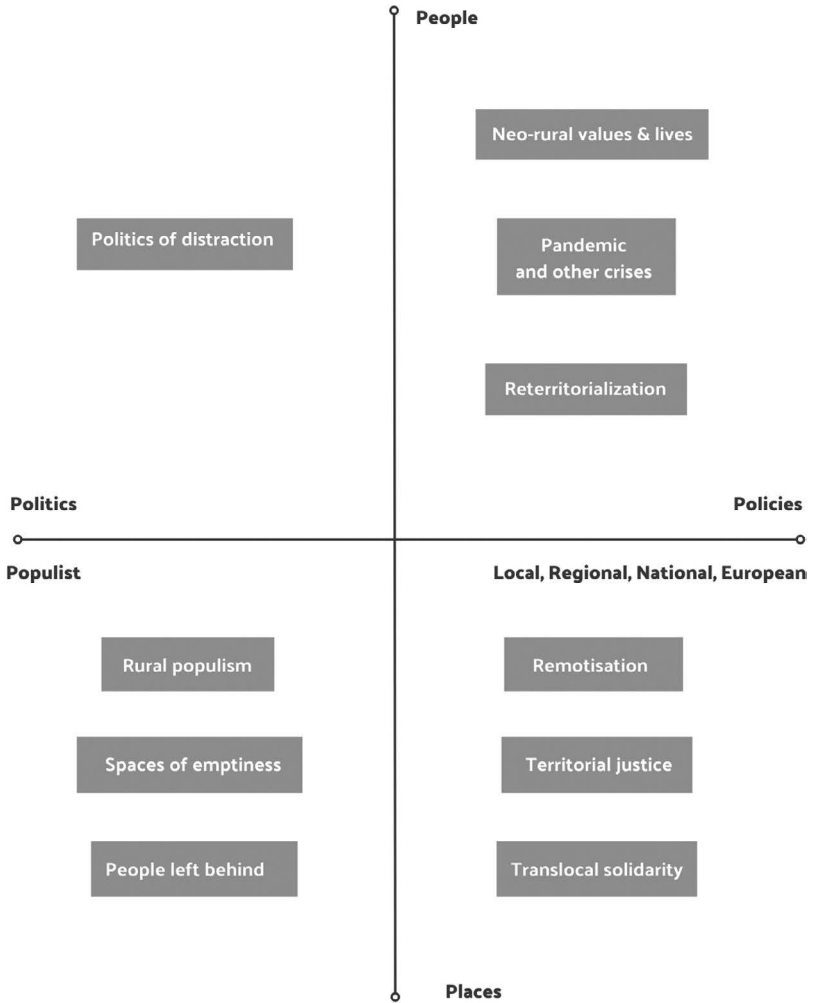 People
Neo-rural values & lives
Politics of distraction
Pandemic
and other crises
Reterritorialization
Politics
Policies
Populist
Local, Regional, National, European
Rural populism
Remotisation
Spaces of emptiness
Territorial justice
People left behind
Translocal solidarity
Places